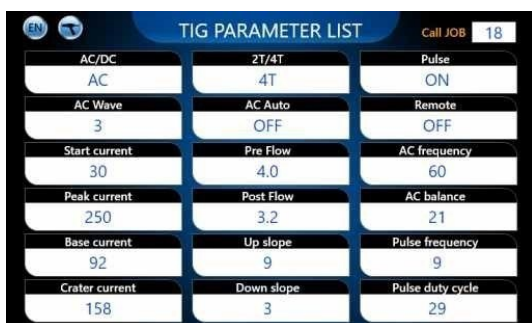 EN TIG PARAMETER LIST Call JOB 18
AC/DC 2T/4T Pulse
AC 4T ON
AC Wave AC Auto Remote
3 OFF OFF
Start current Pre Flow AC frequency
30 4.0 60
Peak current Post Flow AC balance
250 3.2 21
Base current Up slope Pulse frequency
92 9 9
Crater current Down slope Pulse duty cycle
158 3 29